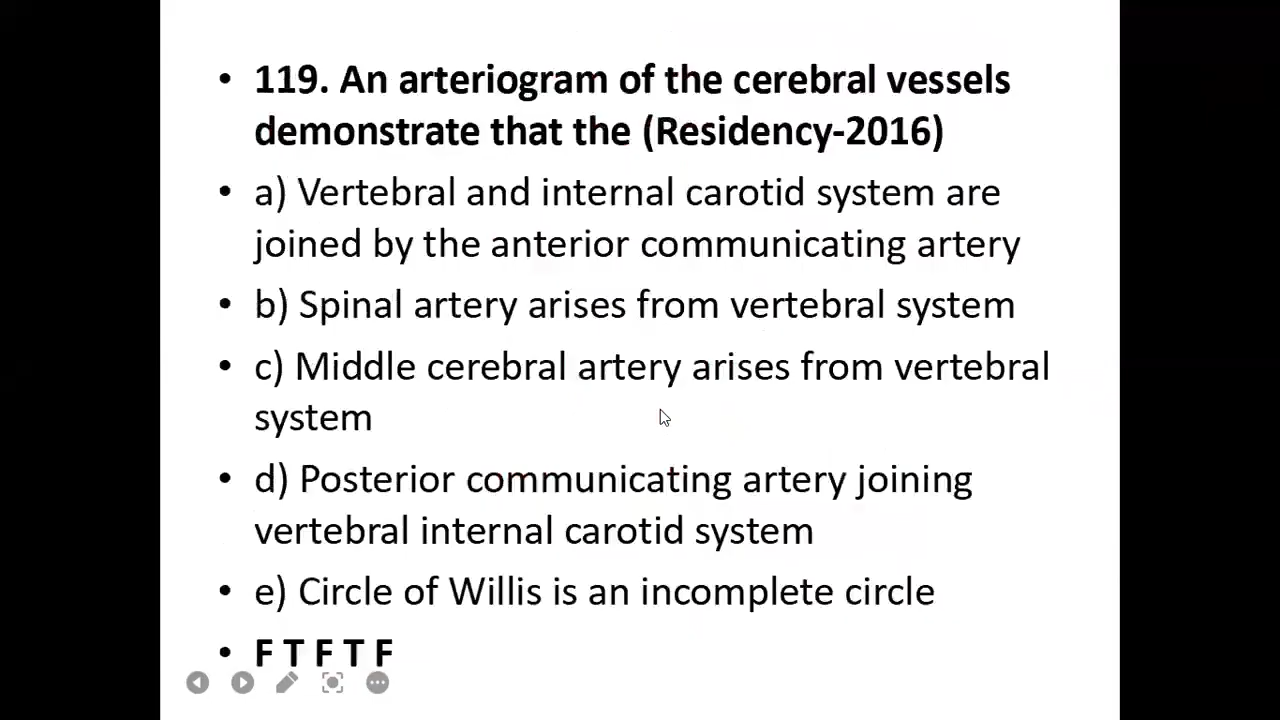 • 119. An arteriogram of the cerebral vessels
demonstrate that the (Residency-2016)
• a) Vertebral and internal carotid system are
joined by the anterior communicating artery
• b) Spinal artery arises from vertebral system
• c) Middle cerebral artery arises from vertebral
system
• d) Posterior communicating artery joining
vertebral internal carotid system
• e) Circle of Willis is an incomplete circle
• F T F T F